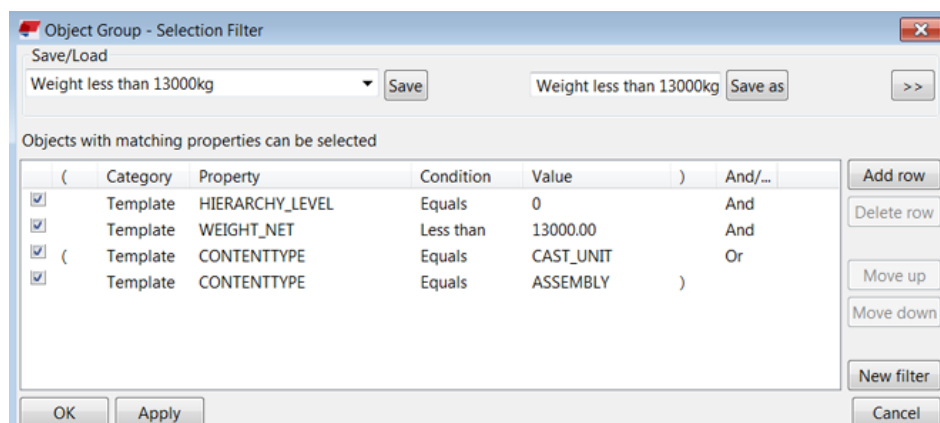 Object Group - Selection Filter
Save/Load
Weight less than 13000kg Save Weight less than 13000kg Save as >>
Objects with matching properties can be selected
( Category Property Condition Value ) And/... Add row
Template HIERARCHY_LEVEL Equals 0 And
Delete row
Template WEIGHT_NET Less than 13000.00 And
( Template CONTENTTYPE Equals CAST_UNIT Or
Move up
Template CONTENTTYPE Equals ASSEMBLY )
Move down
New filter
OK Apply Cancel